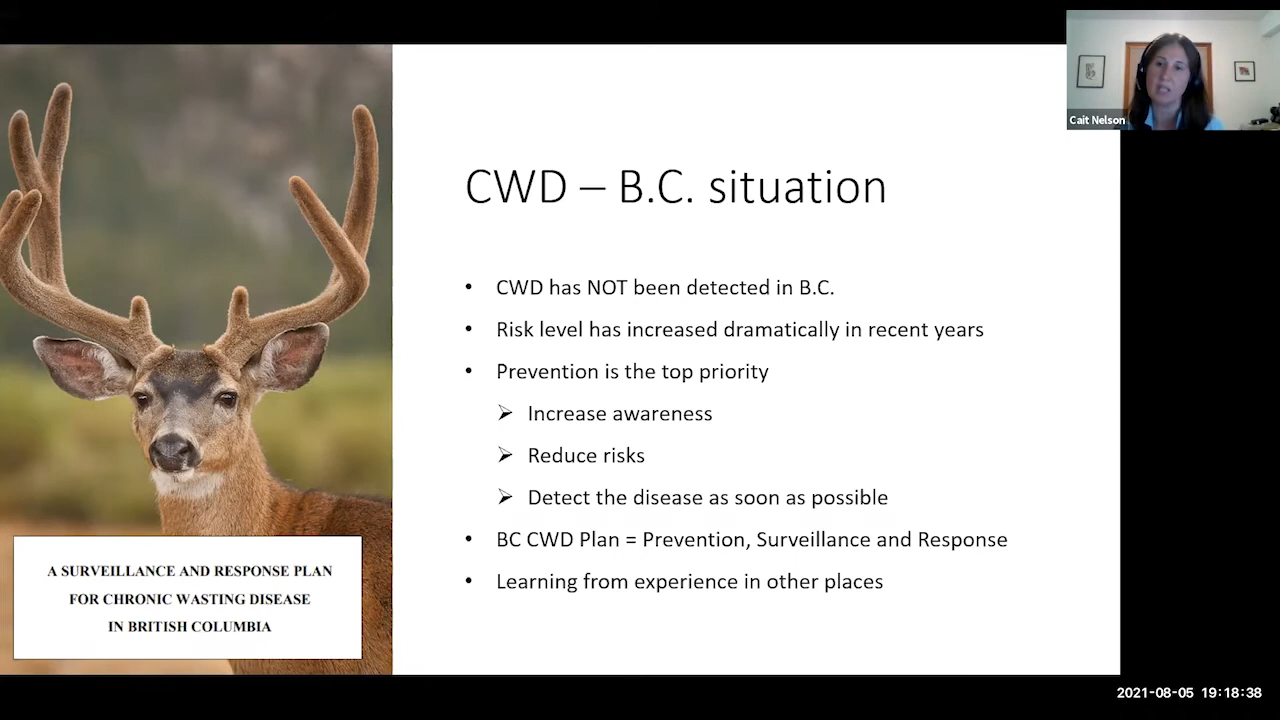 Cait Nelson
CWD – B.C. situation
• CWD has NOT been detected in B.C.
• Risk level has increased dramatically in recent years
• Prevention is the top priority
➢ Increase awareness
➢ Reduce risks
➢ Detect the disease as soon as possible
• BC CWD Plan = Prevention, Surveillance and Response
• Learning from experience in other places
A SURVEILLANCE AND RESPONSE PLAN
FOR CHRONIC WASTING DISEASE
IN BRITISH COLUMBIA
2021-08-05 19:18:38